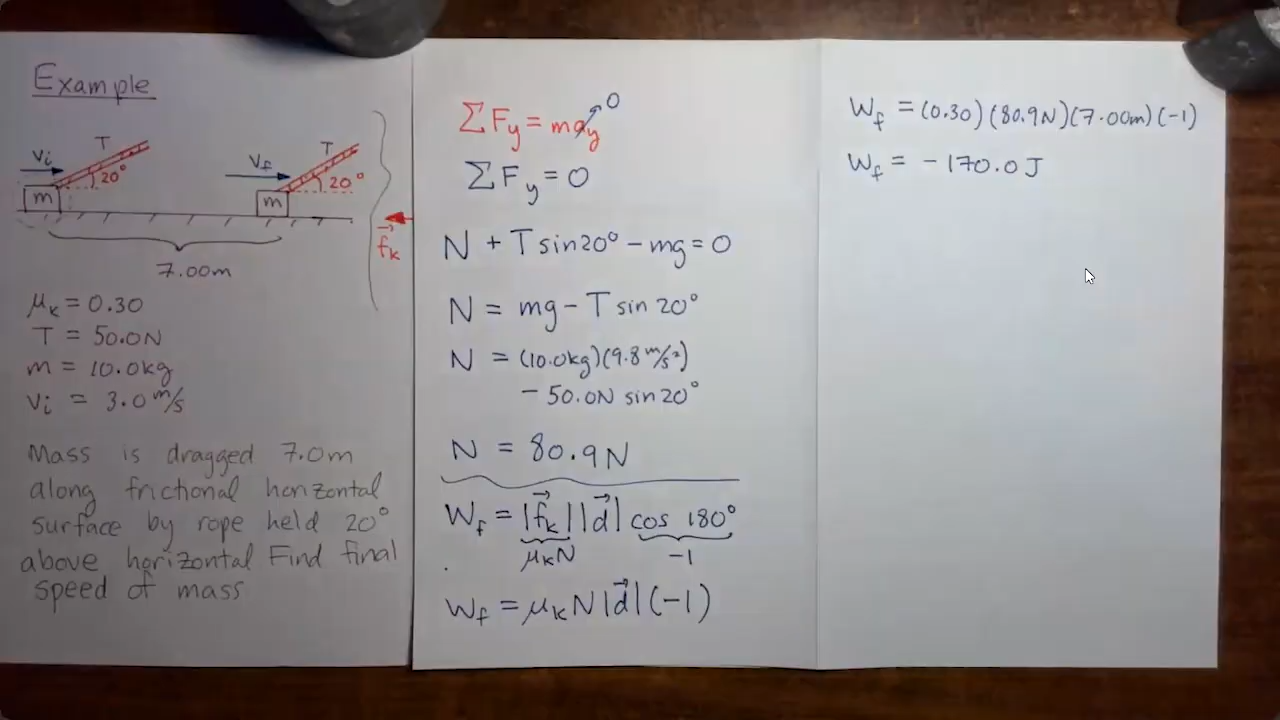 Example
T
T
Vi
Vf
20°
20°
m
m
f⃗k
7.00m
μk = 0.30
T = 50.0N
m = 10.0kg
Vi = 3.0 m/s
Mass is dragged 7.0m
along frictional horizontal
surface by rope held 20°
above horizontal Find final
speed of mass
ΣFy = may 0
ΣFy = 0
N + T sin20° - mg = 0
N = mg - T sin 20°
N = (10.0kg)(9.8 m/s²)
- 50.0N sin 20°
N = 80.9N
Wf = |f⃗k| |d⃗| cos 180°
μkN -1
Wf = μk N |d⃗| (-1)
Wf = (0.30)(80.9N)(7.00m)(-1)
Wf = - 170.0 J